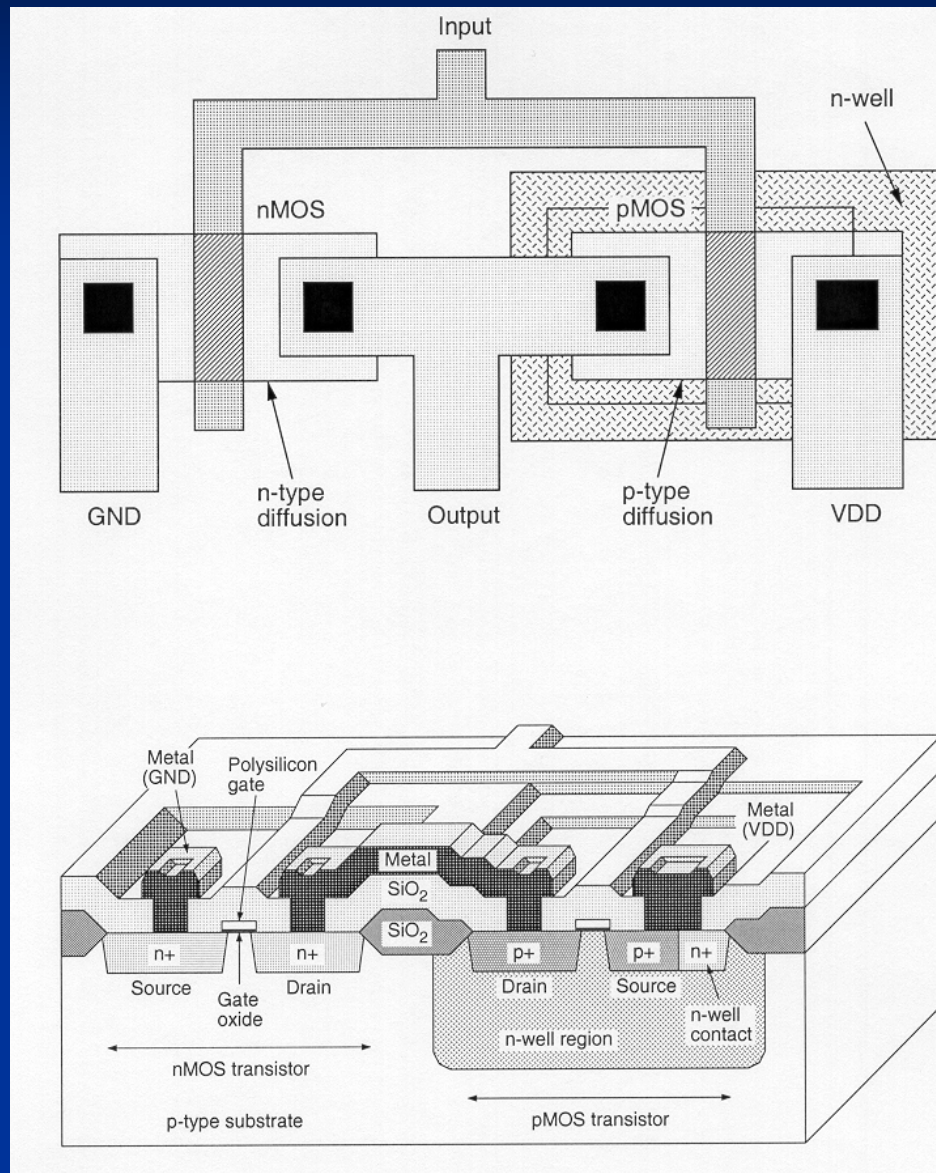 Input
n-well
nMOS
pMOS
n-type
diffusion
p-type
diffusion
GND
Output
VDD
Metal
(GND)
Polysilicon
gate
Metal
(VDD)
Metal
SiO2
SiO2
n+
n+
p+
p+
n+
Source
Gate
oxide
Drain
Drain
Source
n-well
contact
n-well region
nMOS transistor
pMOS transistor
p-type substrate